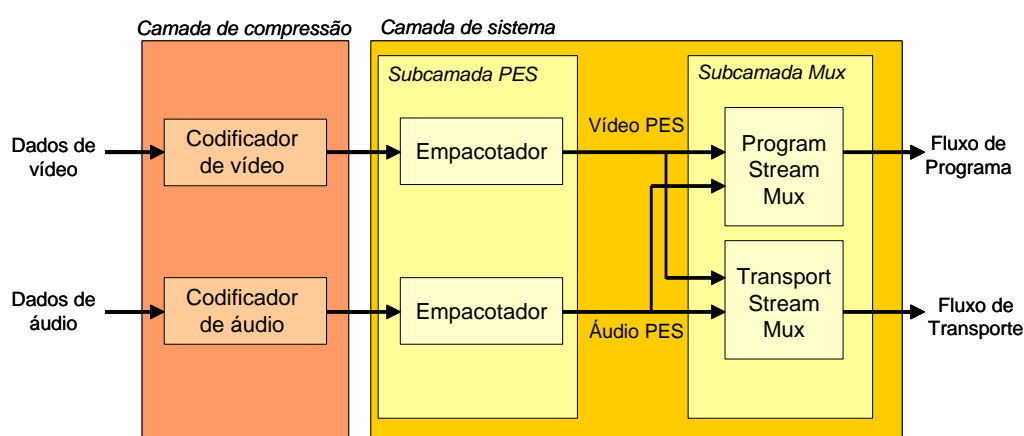 Camada de compressão
Camada de sistema
Subcamada PES
Subcamada Mux
Dados de
vídeo
Codificador
de vídeo
Empacotador
Vídeo PES
Program
Stream
Mux
Fluxo de
Programa
Dados de
áudio
Codificador
de áudio
Empacotador
Áudio PES
Transport
Stream
Mux
Fluxo de
Transporte